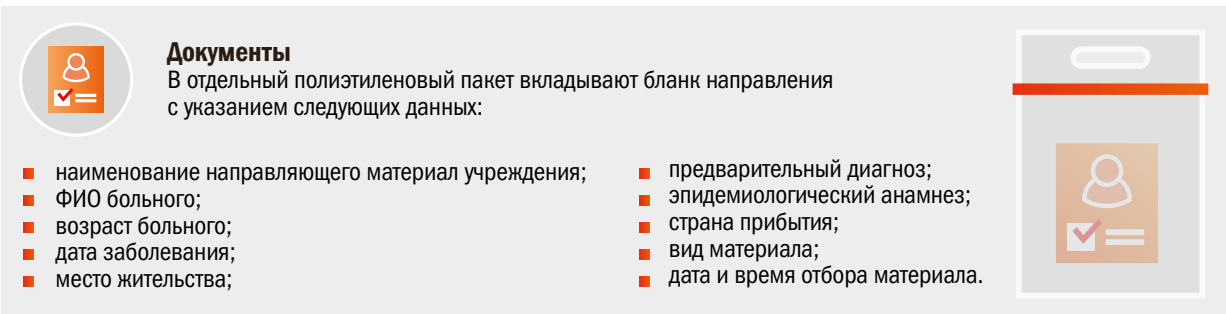 Документы
В отдельный полиэтиленовый пакет вкладывают бланк направления
с указанием следующих данных:
наименование направляющего материал учреждения;
ФИО больного;
возраст больного;
дата заболевания;
место жительства;
предварительный диагноз;
эпидемиологический анамнез;
страна прибытия;
вид материала;
дата и время отбора материала.